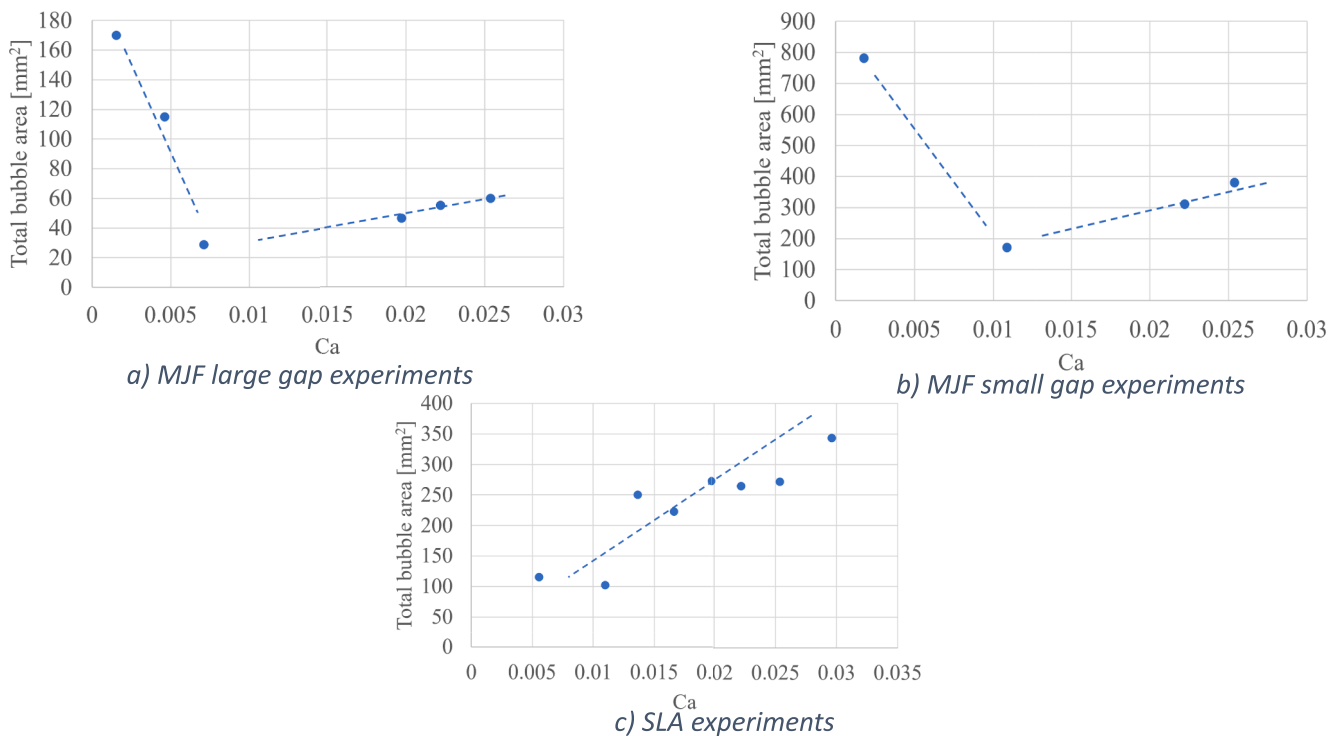 Total bubble area [mm²]
180
160
140
120
100
80
60
40
20
0
0 0.005 0.01 0.015 0.02 0.025 0.03
Ca
a) MJF large gap experiments
Total bubble area [mm²]
900
800
700
600
500
400
300
200
100
0
0 0.005 0.01 0.015 0.02 0.025 0.03
Ca
b) MJF small gap experiments
Total bubble area [mm²]
400
350
300
250
200
150
100
50
0
0 0.005 0.01 0.015 0.02 0.025 0.03 0.035
Ca
c) SLA experiments